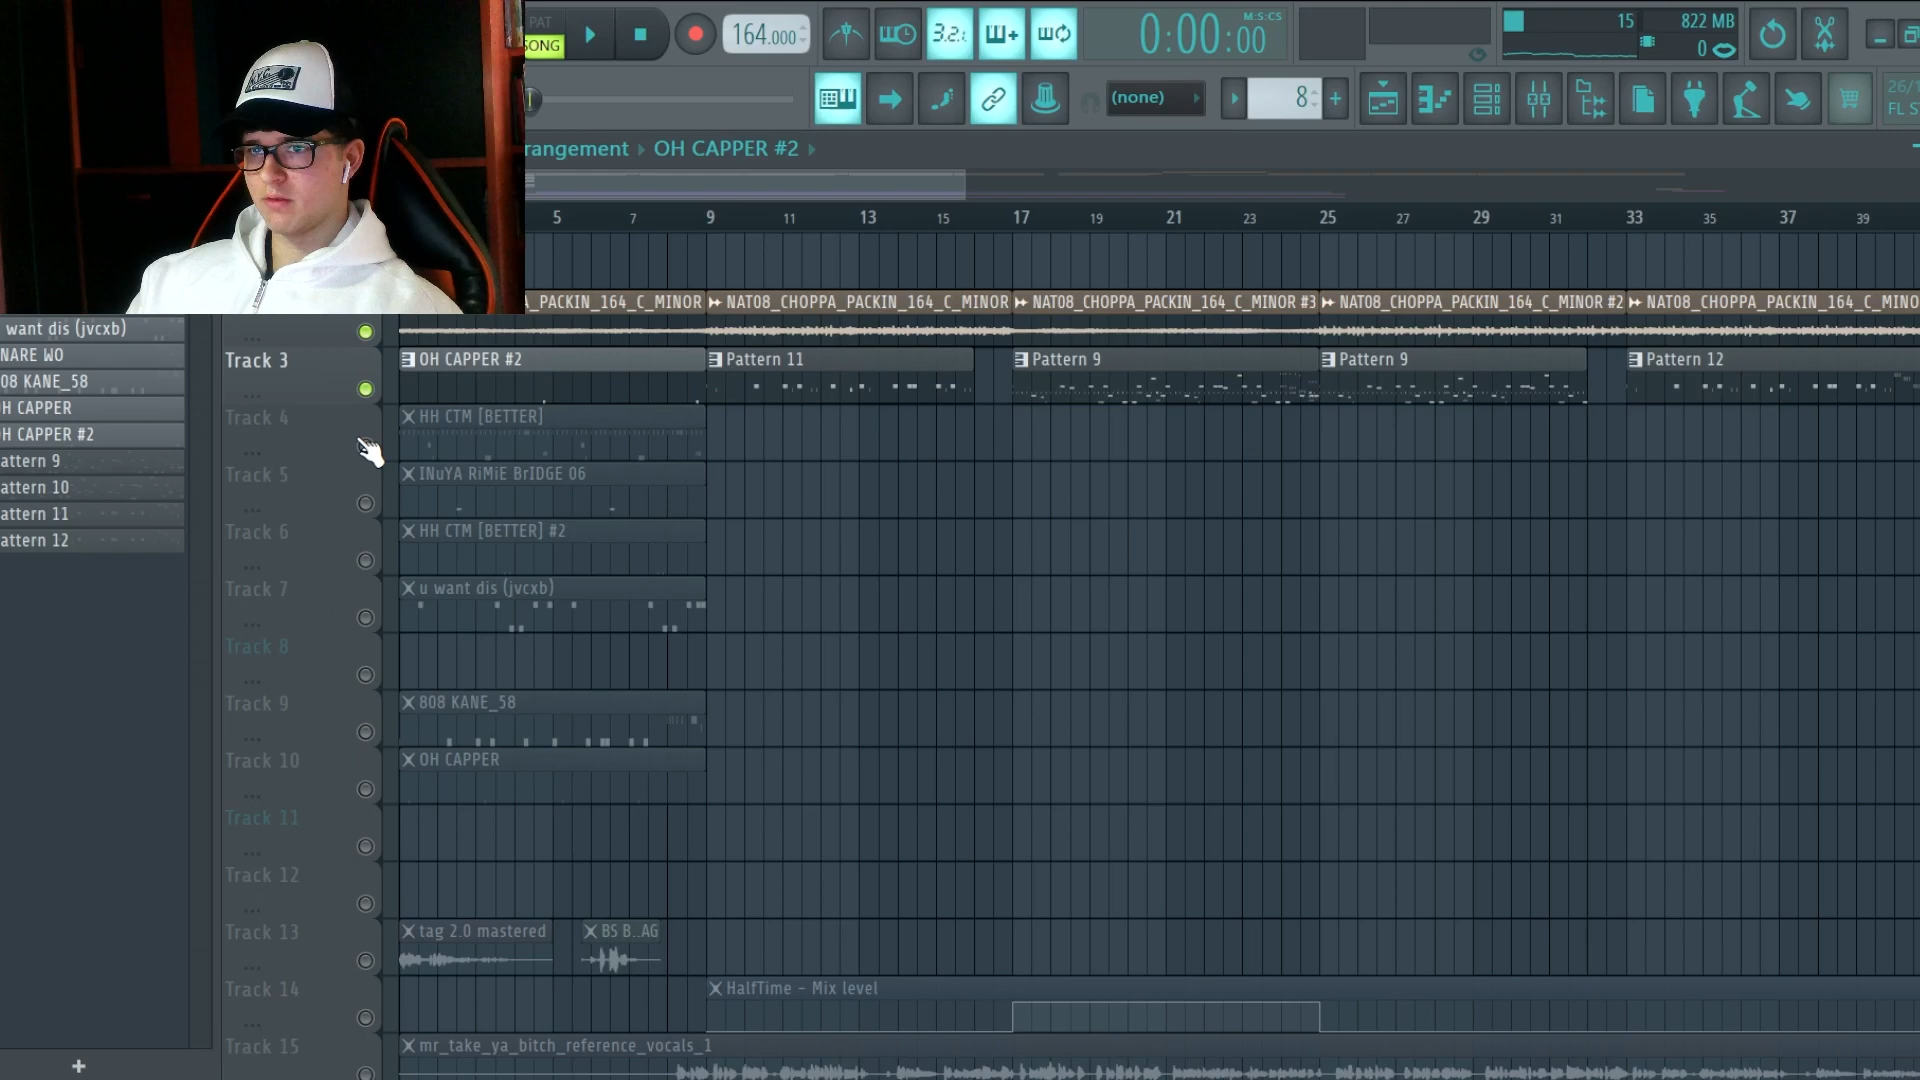 PAT
SONG
164.000
3.2.
0:00:00
M:S:CS
15
822 MB
0
(none)
8
26/1
FL S
rangement
OH CAPPER #2
5 7 9 11 13 15 17 19 21 23 25 27 29 31 33 35 37 39
A_PACKIN_164_C_MINOR
NAT08_CHOPPA_PACKIN_164_C_MINOR
NAT08_CHOPPA_PACKIN_164_C_MINOR #3
NAT08_CHOPPA_PACKIN_164_C_MINOR #2
NAT08_CHOPPA_PACKIN_164_C_MINO
want dis (jvcxb)
NARE WO
08 KANE_58
H CAPPER
H CAPPER #2
attern 9
attern 10
attern 11
attern 12
Track 3
OH CAPPER #2
Pattern 11
Pattern 9
Pattern 9
Pattern 12
Track 4
HH CTM [BETTER]
Track 5
INuYA RiMiE BrIDGE 06
Track 6
HH CTM [BETTER] #2
Track 7
u want dis (jvcxb)
Track 8
Track 9
808 KANE_58
Track 10
OH CAPPER
Track 11
Track 12
Track 13
tag 2.0 mastered
BS B..AG
Track 14
HalfTime - Mix level
Track 15
mr_take_ya_bitch_reference_vocals_1